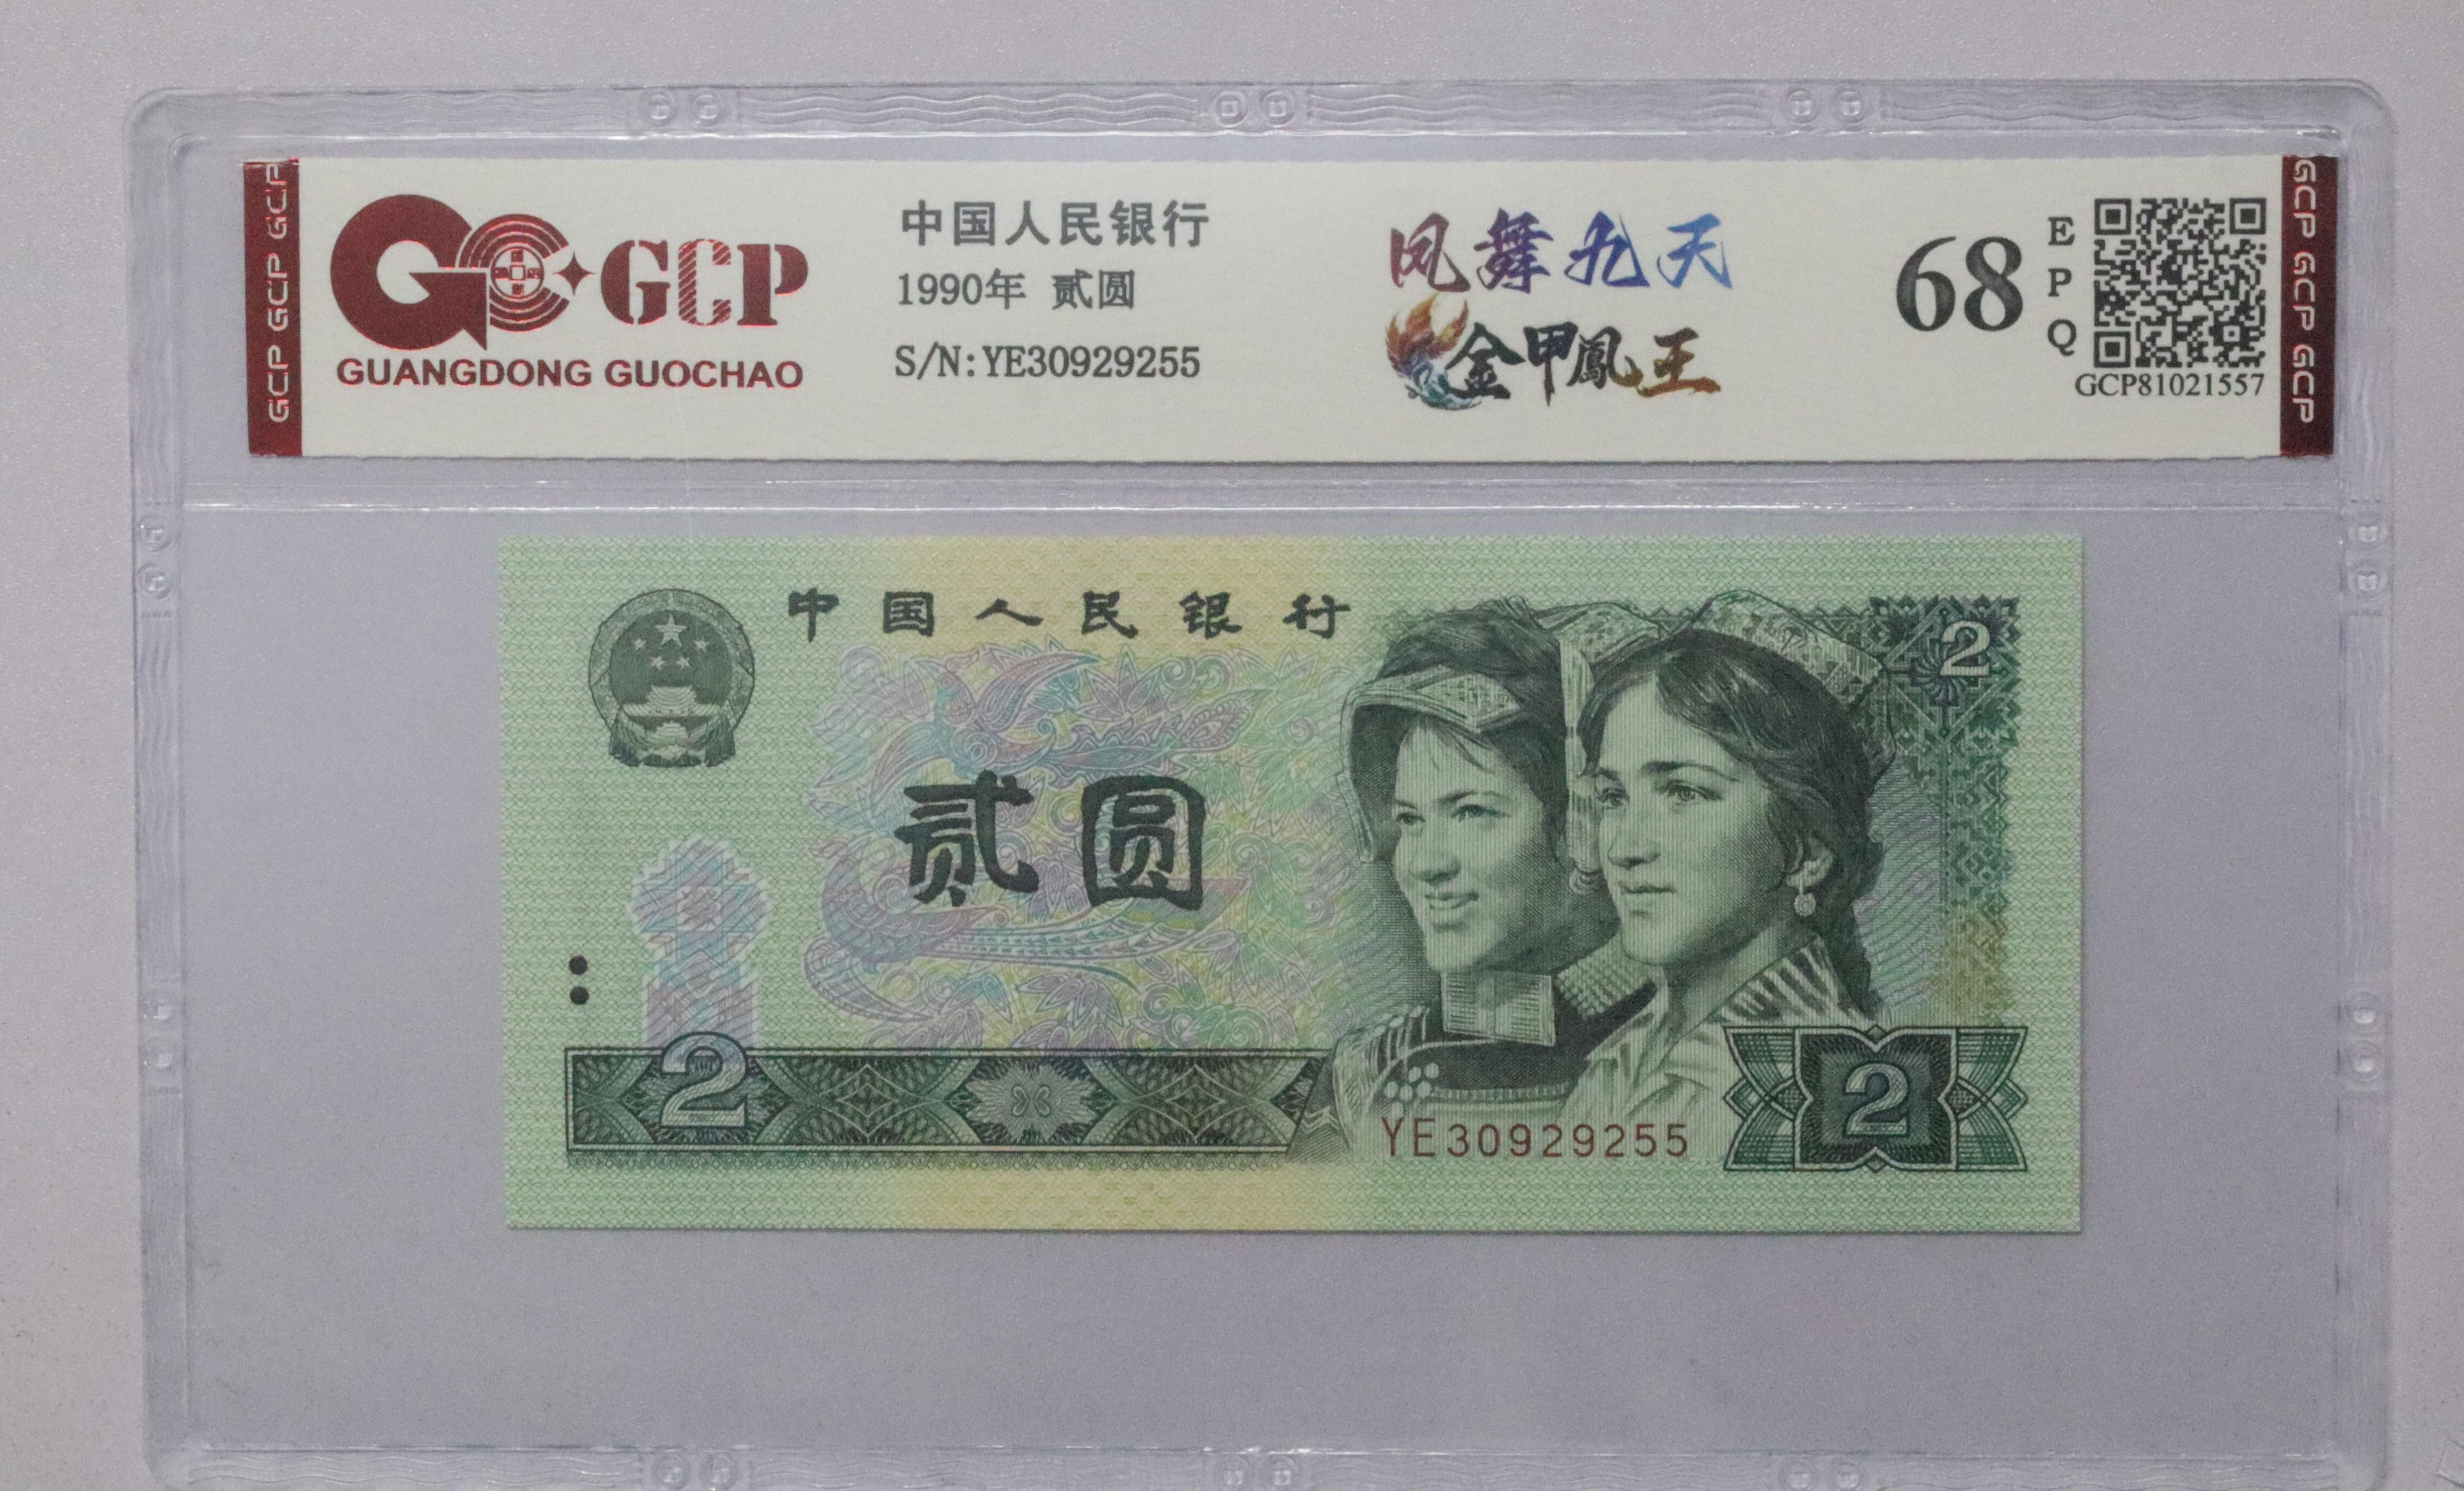 GCP GCP GCP
GCP
GUANGDONG GUOCHAO
中国人民银行
1990年 贰圆
S/N:YE30929255
凤舞九天
金甲鳳王
68
EPQ
GCP81021557
GCP GCP GCP
中国人民银行
2
贰圆
2
YE30929255
2